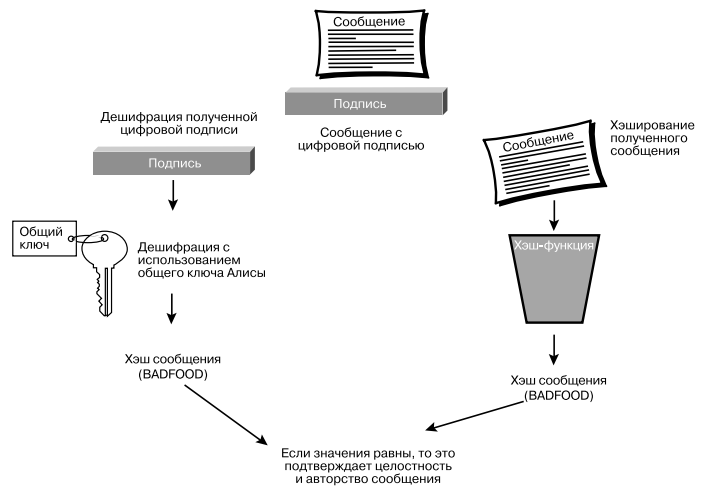 Сообщение
Подпись
Сообщение с
цифровой подписью
Дешифрация полученной
цифровой подписи
Подпись
Общий
ключ
Дешифрация с
использованием
общего ключа Алисы
Хэш сообщения
(BADFOOD)
Хэширование
полученного
сообщения
Сообщение
Хэш-функция
Хэш сообщения
(BADFOOD)
Если значения равны, то это
подтверждает целостность
и авторство сообщения